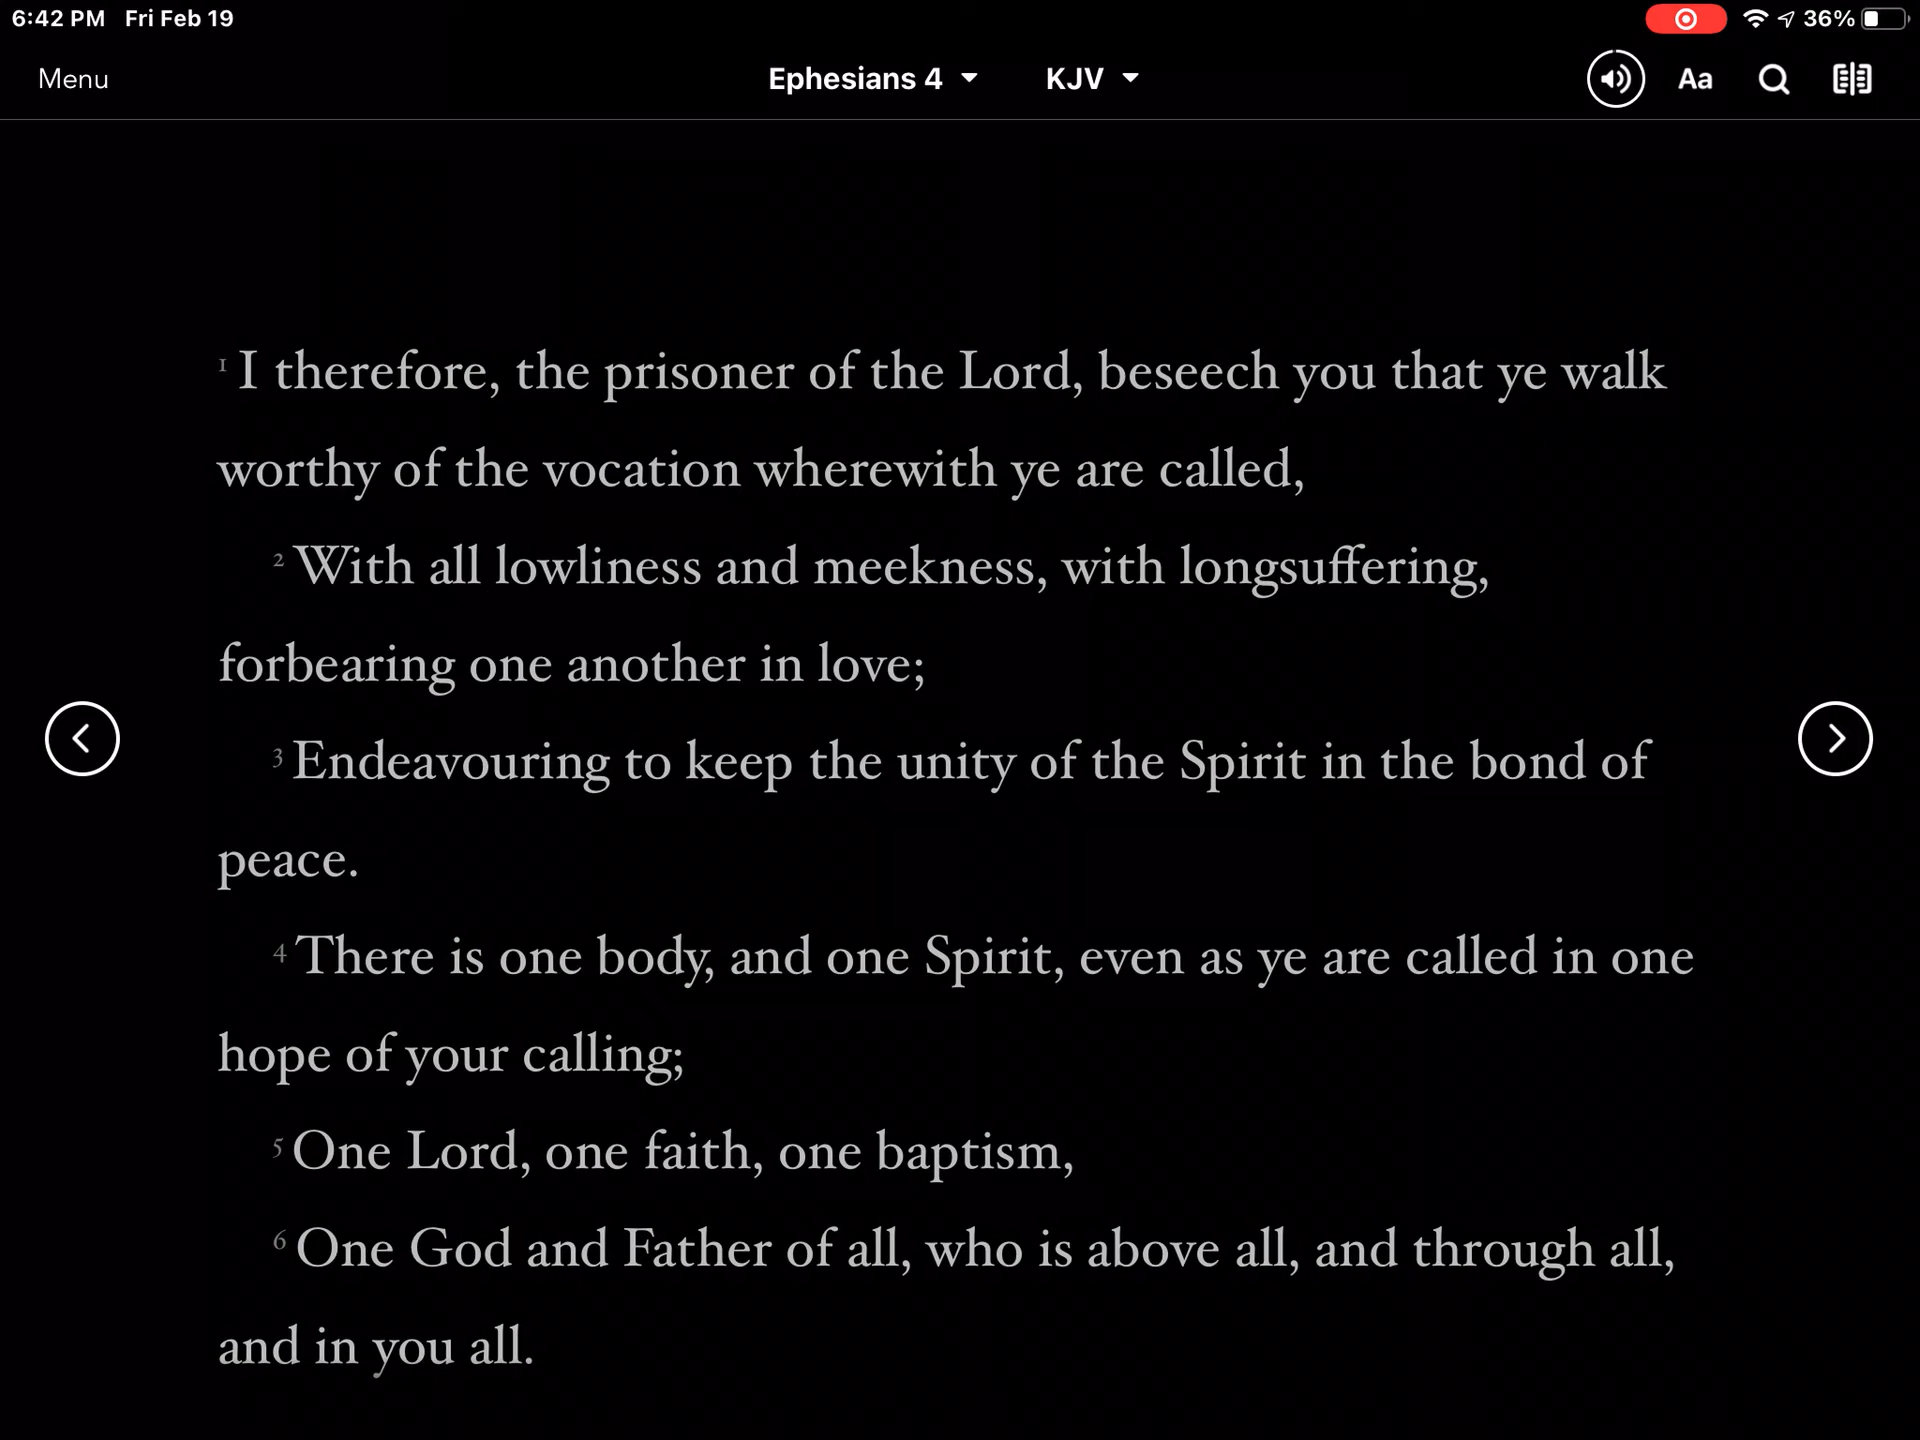 6:42 PM Fri Feb 19 36%
Menu Ephesians 4 KJV Aa
1 I therefore, the prisoner of the Lord, beseech you that ye walk
worthy of the vocation wherewith ye are called,
2 With all lowliness and meekness, with longsuffering,
forbearing one another in love;
3 Endeavouring to keep the unity of the Spirit in the bond of
peace.
4 There is one body, and one Spirit, even as ye are called in one
hope of your calling;
5 One Lord, one faith, one baptism,
6 One God and Father of all, who is above all, and through all,
and in you all.